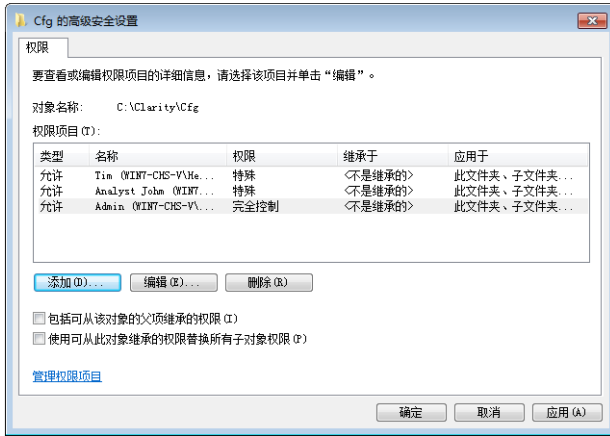 Cfg 的高级安全设置
权限
要查看或编辑权限项目的详细信息，请选择该项目并单击“编辑”。
对象名称: C:\Clarity\Cfg
权限项目(T):
类型 名称 权限 继承于 应用于
允许 Tim (WIN7-CHS-V\He... 特殊 <不是继承的> 此文件夹、子文件夹...
允许 Analyst Johm (WIN7... 特殊 <不是继承的> 此文件夹、子文件夹...
允许 Admin (WIN7-CHS-V\... 完全控制 <不是继承的> 此文件夹、子文件夹...
添加(D)... 编辑(E)... 删除(R)
包括可从该对象的父项继承的权限(I)
使用可从此对象继承的权限替换所有子对象权限(P)
管理权限项目
确定 取消 应用(A)